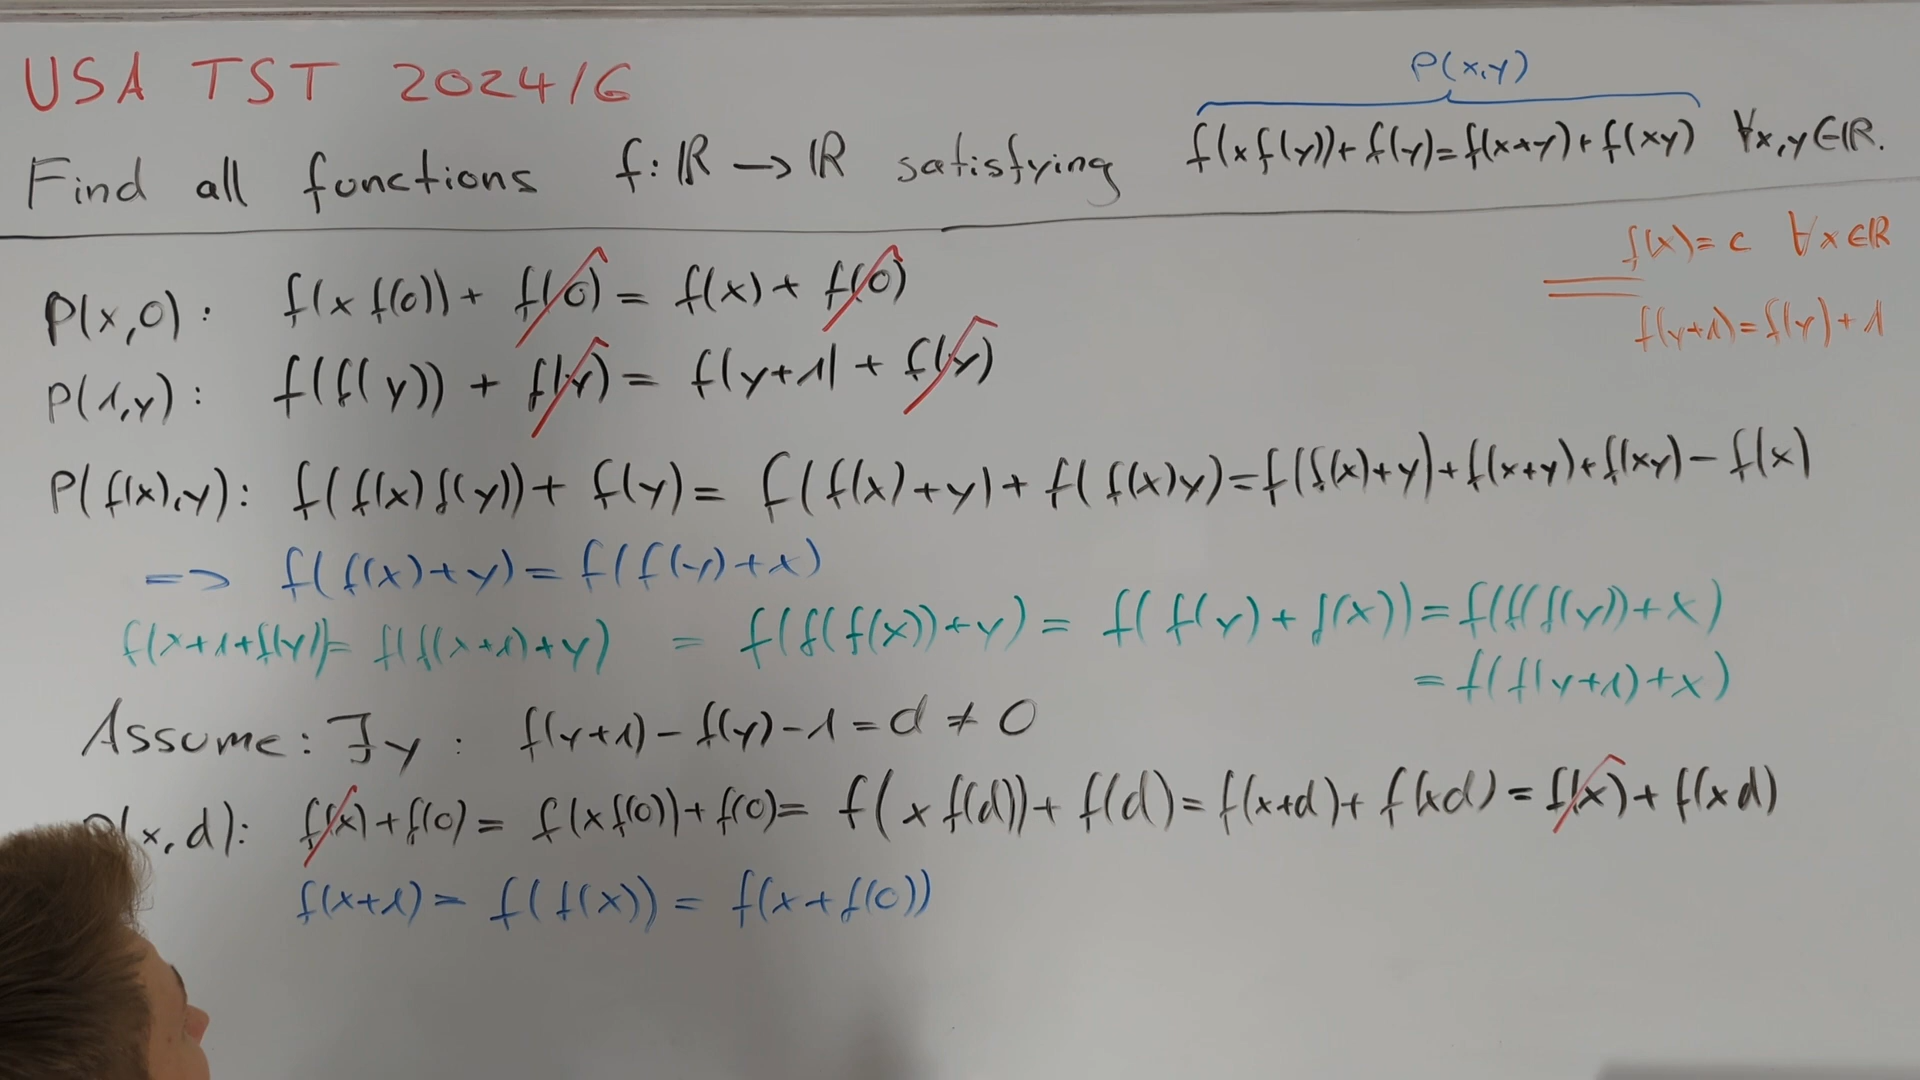 USA TST 2024/6
P(x,y)
Find all functions f: ℝ → ℝ satisfying f(xf(y))+f(y)=f(x+y)+f(xy) ∀x,y∈ℝ.
f(x)=c ∀x∈ℝ
f(y+1)=f(y)+1
P(x,0): f(xf(0)) + f(0) = f(x) + f(0)
P(1,y): f(f(y)) + f(y) = f(y+1) + f(y)
P(f(x),y): f(f(x)f(y))+ f(y) = f(f(x)+y)+ f(f(x)y)=f(f(x)+y)+f(x+y)+f(xy)-f(x)
=> f(f(x)+y) = f(f(y)+x)
f(x+1+f(y))= f(f(x+1)+y) = f(f(f(x))+y) = f(f(y)+f(x))=f(f(f(y))+x)
=f(f(y+1)+x)
Assume: ∃y : f(y+1)-f(y)-1=d≠0
P(x,d): f(x)+f(0) = f(xf(0))+f(0)= f(xf(d))+f(d)=f(x+d)+f(xd)=f(x)+f(xd)
f(x+1)= f(f(x)) = f(x+f(0))